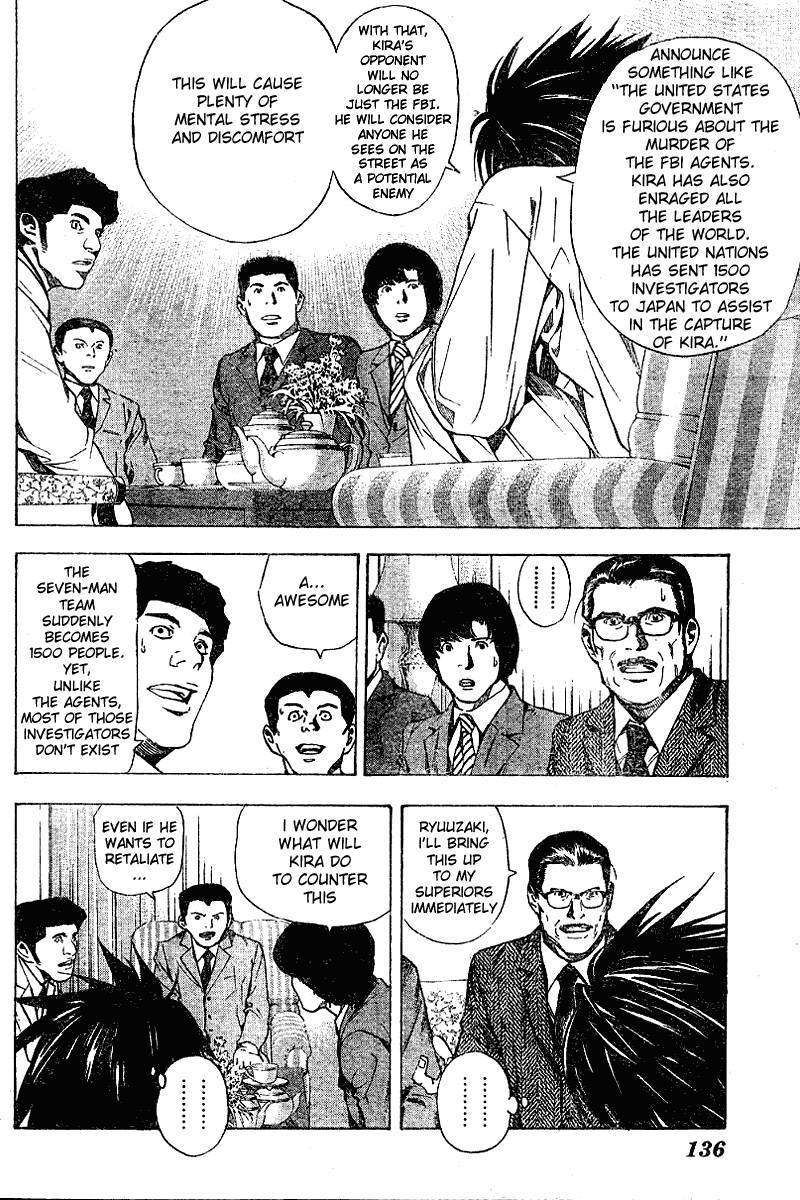 ANNOUNCE
SOMETHING LIKE
"THE UNITED STATES
GOVERNMENT
IS FURIOUS ABOUT THE
MURDER OF
THE FBI AGENTS.
KIRA HAS ALSO
ENRAGED ALL
THE LEADERS
OF THE WORLD.
THE UNITED NATIONS
HAS SENT 1500
INVESTIGATORS
TO JAPAN TO ASSIST
IN THE CAPTURE
OF KIRA."
WITH THAT,
KIRA'S
OPPONENT
WILL NO
LONGER BE
JUST THE FBI.
HE WILL CONSIDER
ANYONE HE
SEES ON THE
STREET AS
A POTENTIAL
ENEMY
THIS WILL CAUSE
PLENTY OF
MENTAL STRESS
AND DISCOMFORT
......
......
A...
AWESOME
THE
SEVEN-MAN
TEAM
SUDDENLY
BECOMES
1500 PEOPLE.
YET,
UNLIKE
THE AGENTS,
MOST OF THOSE
INVESTIGATORS
DON'T EXIST
RYUUZAKI,
I'LL BRING
THIS UP
TO MY
SUPERIORS
IMMEDIATELY
......
......
I WONDER
WHAT WILL
KIRA DO
TO COUNTER
THIS
EVEN IF HE
WANTS TO
RETALIATE
...
......
......
136